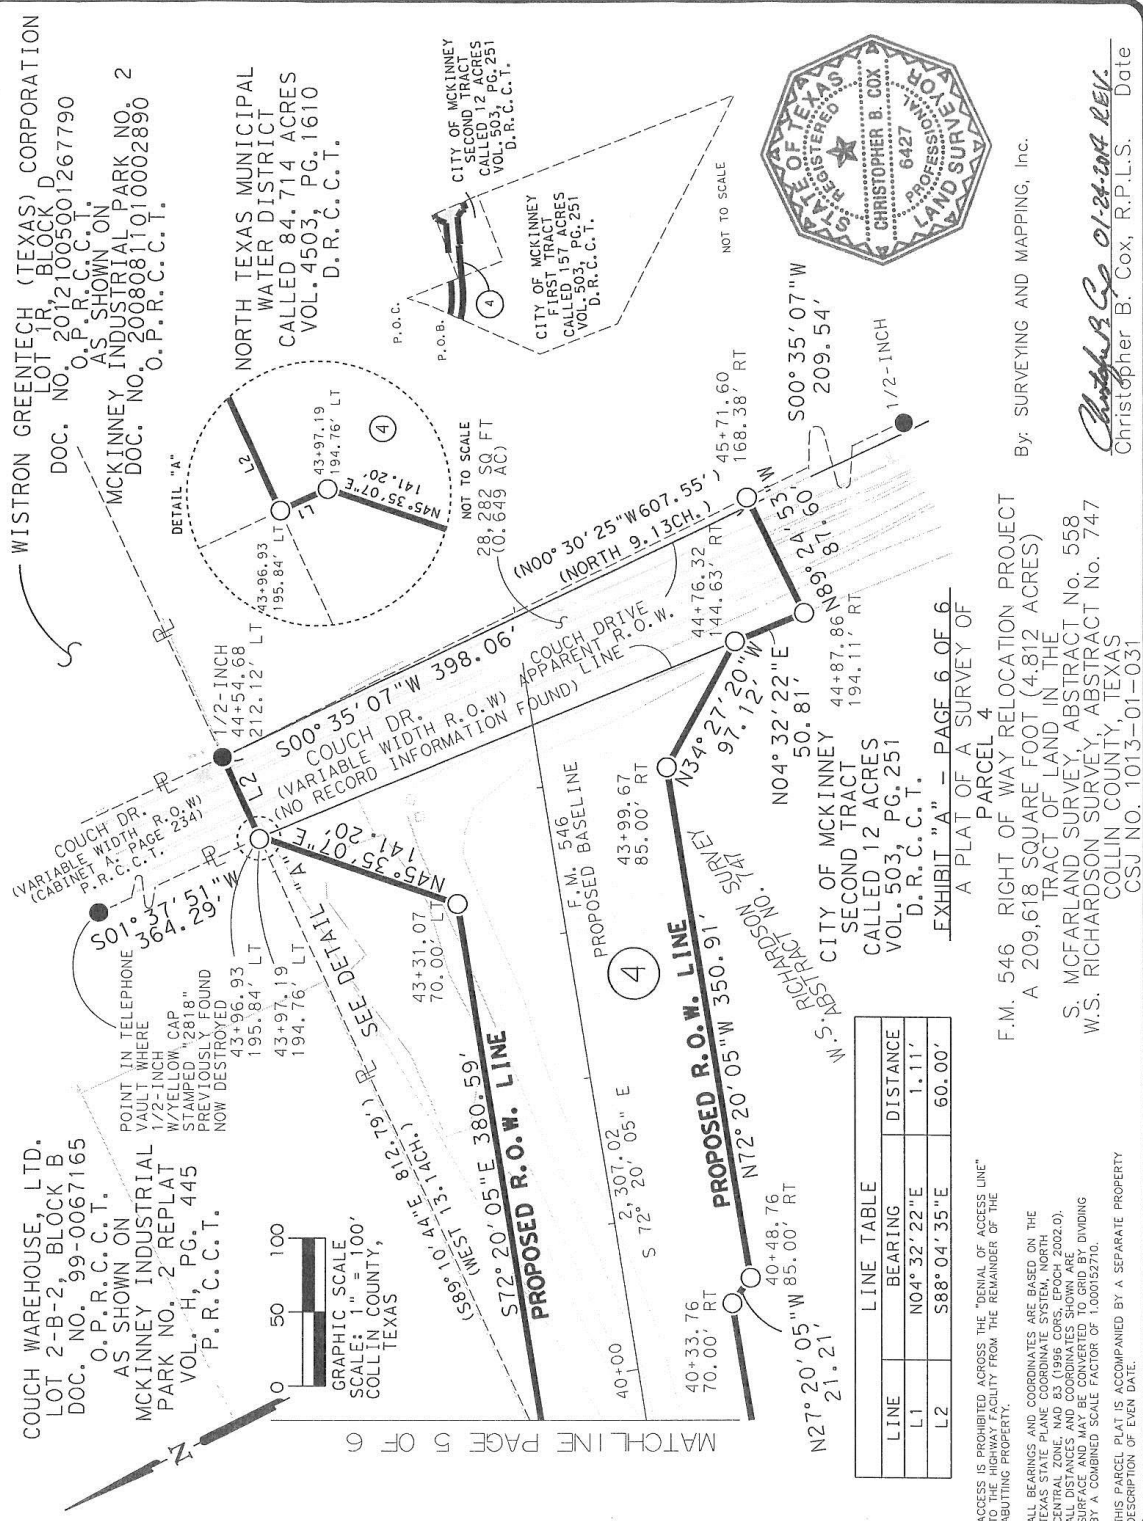 COUCH WAREHOUSE, LTD.
LOT 2-B-2, BLOCK B
DOC. NO. 99-0067165
O.P.R.C.C.T.
AS SHOWN ON
MCKINNEY INDUSTRIAL
PARK NO. 2 REPLAT
VOL. H, PG. 445
P.R.C.C.T.
POINT IN TELEPHONE
VAULT WHERE
1/2-INCH
W/YELLOW CAP
STAMPED "2818"
PREVIOUSLY FOUND
NOW DESTROYED
COUCH DR.
(VARIABLE WIDTH R.O.W)
(CABINET A, PAGE 234)
P.R.C.C.T.
S01°37'51"W
364.29'
WISTRON GREENTECH (TEXAS) CORPORATION
LOT 1R, BLOCK D
DOC. NO. 20121005001267790
O.P.R.C.C.T.
AS SHOWN ON
MCKINNEY INDUSTRIAL PARK NO. 2
DOC. NO. 20080811010002890
O.P.R.C.C.T.
NORTH TEXAS MUNICIPAL
WATER DISTRICT
CALLED 84.714 ACRES
VOL.4503, PG.1610
D.R.C.C.T.
DETAIL "A"
L2
L1
43+96.93
195.84' LT
43+97.19
194.76' LT
N45°35'07"E
141.20'
4
NOT TO SCALE
28,282 SQ FT
(0.649 AC)
CITY OF MCKINNEY
SECOND TRACT
CALLED 12 ACRES
VOL.503, PG.251
D.R.C.C.T.
P.O.C.
P.O.B.
4
CITY OF MCKINNEY
FIRST TRACT
CALLED 157 ACRES
VOL.503, PG.251
D.R.C.C.T.
NOT TO SCALE
N
0 50 100
GRAPHIC SCALE
SCALE: 1" = 100'
COLLIN COUNTY,
TEXAS
43+96.93
195.84' LT
43+97.19
194.76' LT
SEE DETAIL "A"
1/2-INCH
44+54.68
212.12' LT
L2
S00°35'07"W 398.06'
COUCH DR.
(VARIABLE WIDTH R.O.W)
(NO RECORD INFORMATION FOUND)
COUCH DRIVE
APPARENT R.O.W.
LINE
(N00°30'25"W607.55')
(NORTH 9.13CH.)
N45°35'07"E
141.20'
43+31.07
70.00' LT
(S89°10'44"E 812.79')
(WEST 13.14CH.)
S72°20'05"E 380.59'
PROPOSED R.O.W. LINE
F.M. 546
PROPOSED BASELINE
4
2,307.02
S 72° 20' 05" E
40+00
MATCHLINE PAGE 5 OF 6
43+99.67
85.00' RT
N34°27'20"W
97.12'
44+76.32
144.63' RT
45+71.60
168.38' RT
S00°35'07"W
209.54'
1/2-INCH
N89°24'53"W
87.60'
44+87.86
194.11' RT
N04°32'22"E
50.81'
PROPOSED R.O.W. LINE
N72°20'05"W 350.91'
W.S. RICHARDSON SURVEY
ABSTRACT NO. 747
40+33.76
70.00' RT
40+48.76
85.00' RT
N27°20'05"W
21.21'
CITY OF MCKINNEY
SECOND TRACT
CALLED 12 ACRES
VOL.503, PG.251
D.R.C.C.T.
LINE TABLE
LINE BEARING DISTANCE
L1 N04°32'22"E 1.11'
L2 S88°04'35"E 60.00'
EXHIBIT "A" - PAGE 6 OF 6
A PLAT OF A SURVEY OF
PARCEL 4
F.M. 546 RIGHT OF WAY RELOCATION PROJECT
A 209,618 SQUARE FOOT (4.812 ACRES)
TRACT OF LAND IN THE
S. MCFARLAND SURVEY, ABSTRACT No. 558
W.S. RICHARDSON SURVEY, ABSTRACT No. 747
COLLIN COUNTY, TEXAS
CSJ NO. 1013-01-031
ACCESS IS PROHIBITED ACROSS THE "DENIAL OF ACCESS LINE"
TO THE HIGHWAY FACILITY FROM THE REMAINDER OF THE
ABUTTING PROPERTY.
ALL BEARINGS AND COORDINATES ARE BASED ON THE
TEXAS STATE PLANE COORDINATE SYSTEM, NORTH
CENTRAL ZONE, NAD 83 (1996 CORS, EPOCH 2002.0).
ALL DISTANCES AND COORDINATES SHOWN ARE
SURFACE AND MAY BE CONVERTED TO GRID BY DIVIDING
BY A COMBINED SCALE FACTOR OF 1.000152710.
THIS PARCEL PLAT IS ACCOMPANIED BY A SEPARATE PROPERTY
DESCRIPTION OF EVEN DATE.
STATE OF TEXAS
REGISTERED
CHRISTOPHER B. COX
6427
PROFESSIONAL
LAND SURVEYOR
By: SURVEYING AND MAPPING, Inc.
Christopher B. Cox 01-24-2014 REV.
Christopher B. Cox, R.P.L.S. Date